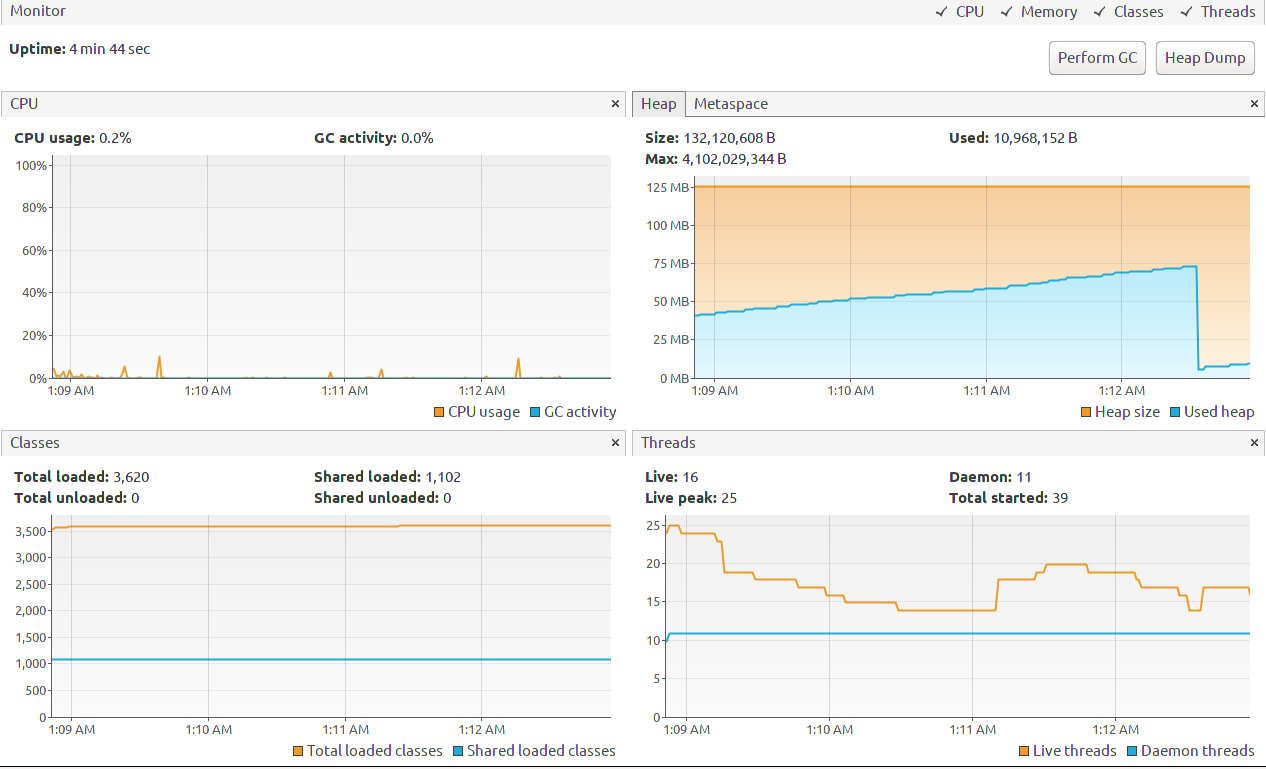 Monitor
CPU Memory Classes Threads
Uptime: 4 min 44 sec
Perform GC Heap Dump
CPU
CPU usage: 0.2% GC activity: 0.0%
100%
80%
60%
40%
20%
0%
1:09 AM 1:10 AM 1:11 AM 1:12 AM
CPU usage GC activity
Heap Metaspace
Size: 132,120,608 B Used: 10,968,152 B
Max: 4,102,029,344 B
125 MB
100 MB
75 MB
50 MB
25 MB
0 MB
1:09 AM 1:10 AM 1:11 AM 1:12 AM
Heap size Used heap
Classes
Total loaded: 3,620 Shared loaded: 1,102
Total unloaded: 0 Shared unloaded: 0
3,500
3,000
2,500
2,000
1,500
1,000
500
0
1:09 AM 1:10 AM 1:11 AM 1:12 AM
Total loaded classes Shared loaded classes
Threads
Live: 16 Daemon: 11
Live peak: 25 Total started: 39
25
20
15
10
5
0
1:09 AM 1:10 AM 1:11 AM 1:12 AM
Live threads Daemon threads